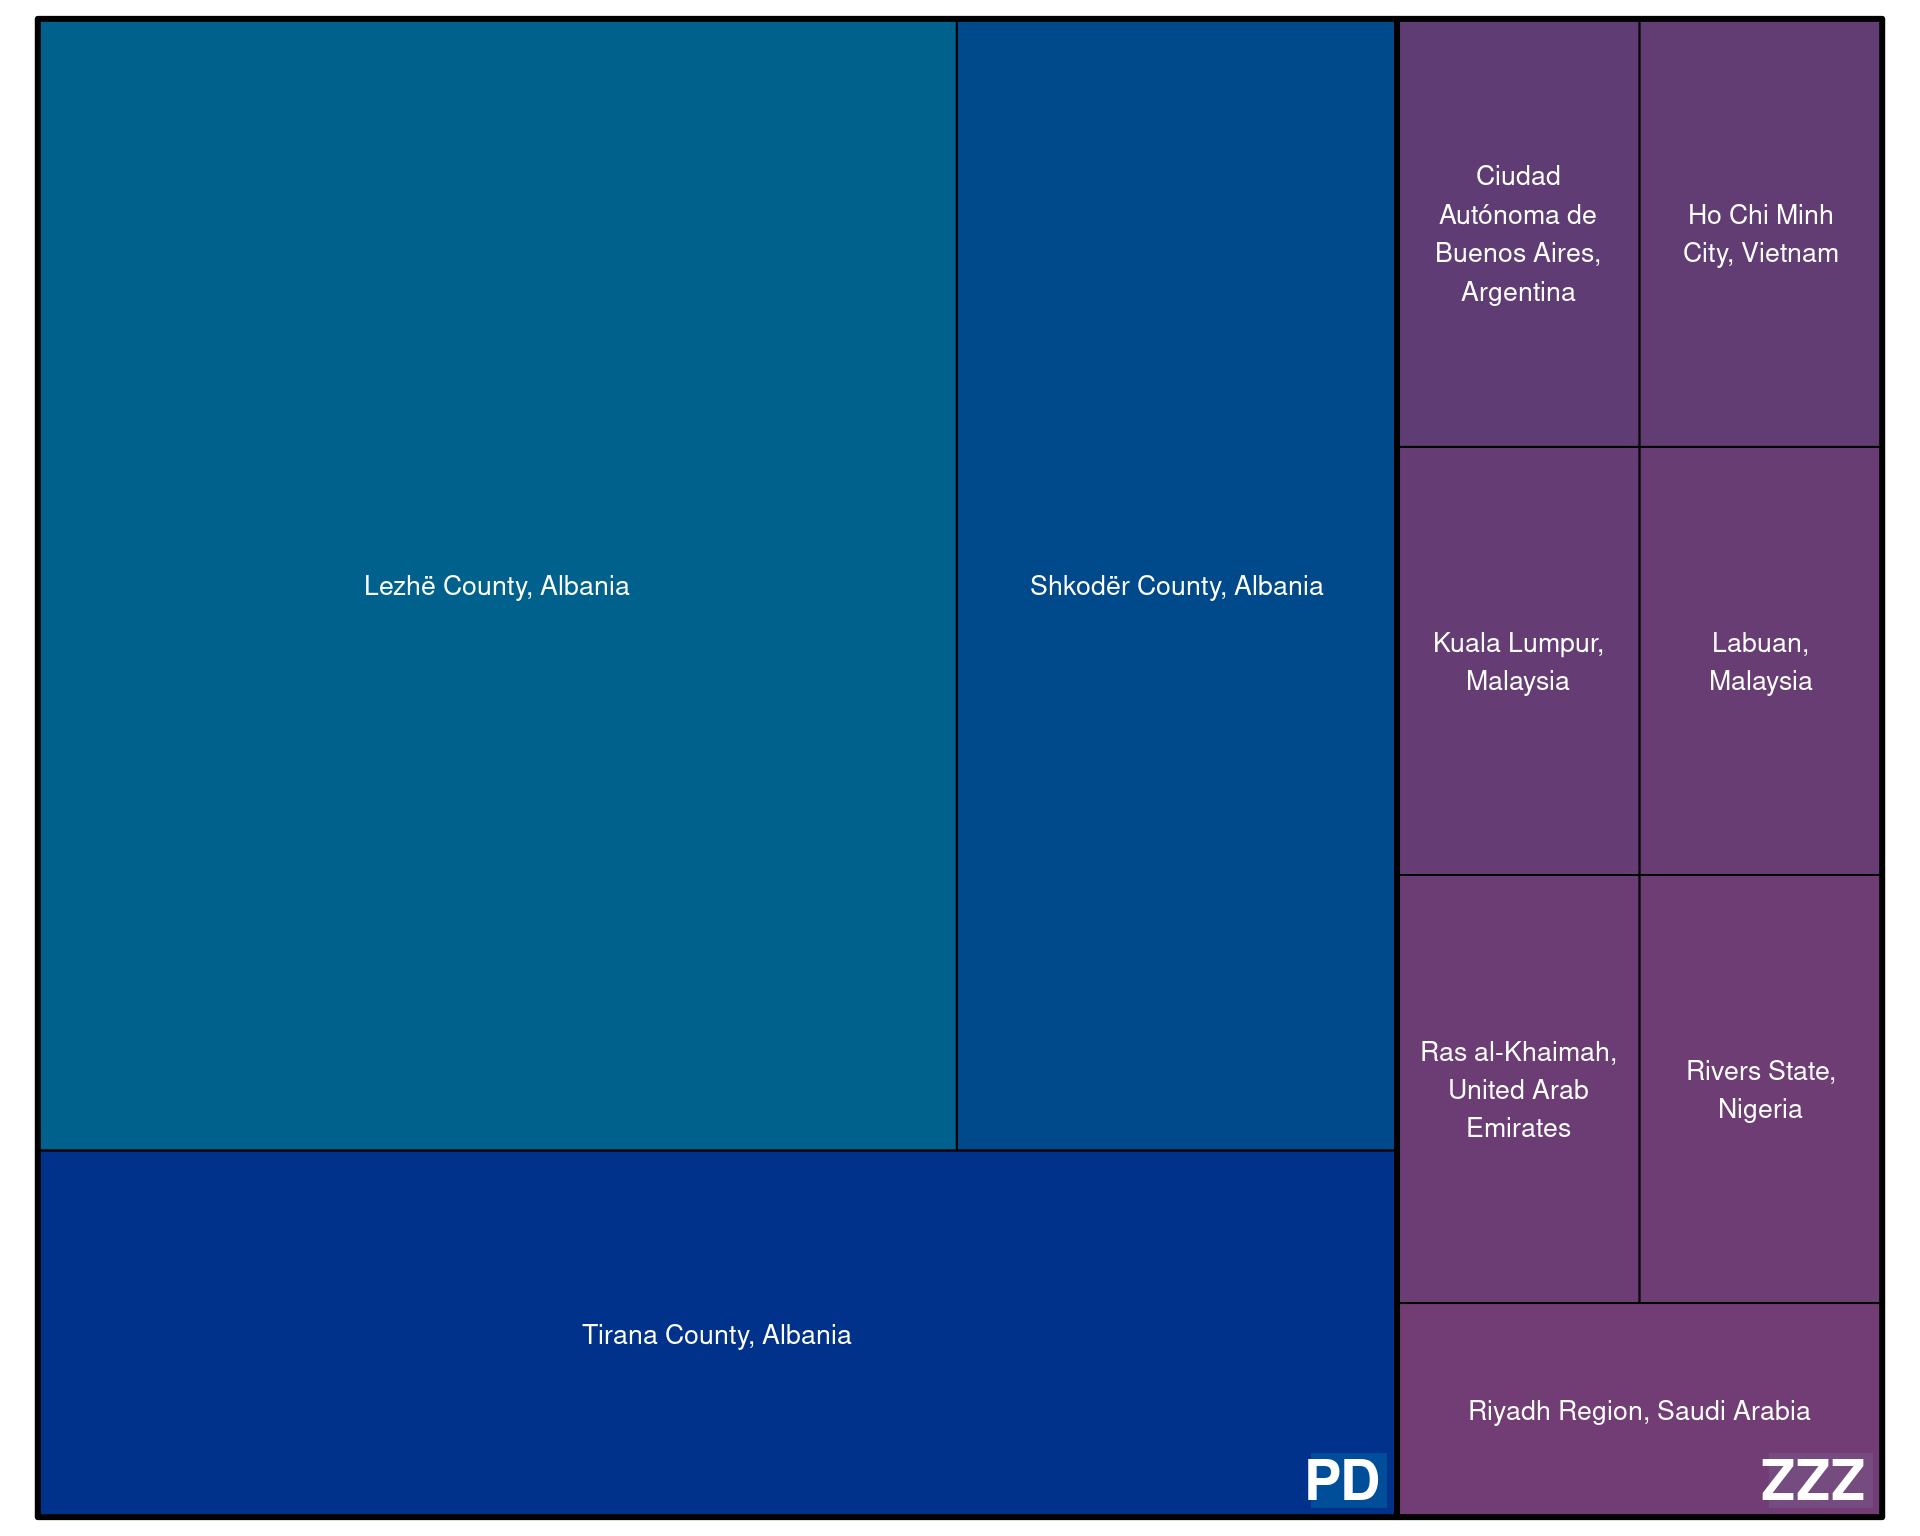 Lezhë County, Albania
Shkodër County, Albania
Tirana County, Albania
PD
Ciudad
Autónoma de
Buenos Aires,
Argentina
Ho Chi Minh
City, Vietnam
Kuala Lumpur,
Malaysia
Labuan,
Malaysia
Ras al-Khaimah,
United Arab
Emirates
Rivers State,
Nigeria
Riyadh Region, Saudi Arabia
ZZZ